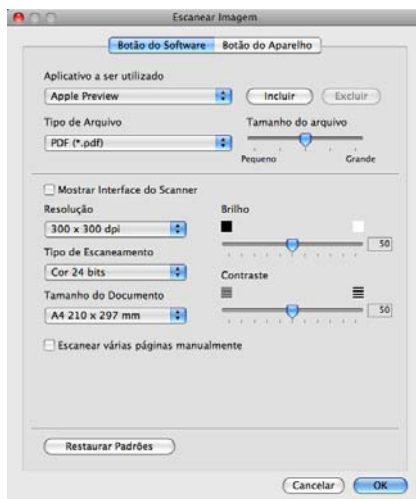 Escanear Imagem
Botão do Software Botão do Aparelho
Aplicativo a ser utilizado
Apple Preview Incluir Excluir
Tipo de Arquivo Tamanho do arquivo
PDF (*.pdf)
Pequeno Grande
Mostrar Interface do Scanner
Resolução Brilho
300 x 300 dpi
50
Tipo de Escaneamento
Cor 24 bits Contraste
Tamanho do Documento
A4 210 x 297 mm 50
Escanear várias páginas manualmente
Restaurar Padrões
Cancelar OK